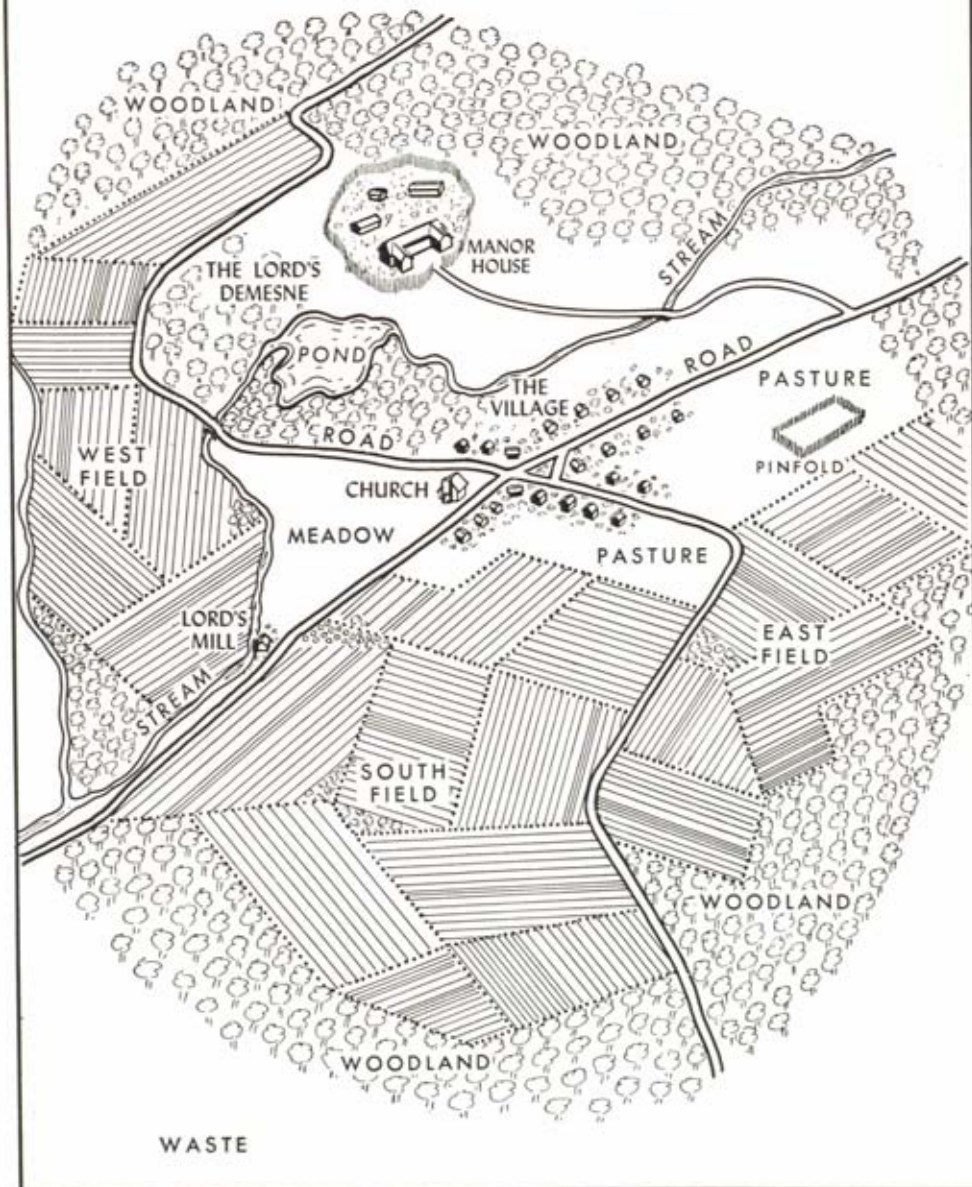 WOODLAND
WOODLAND
STREAM
MANOR
HOUSE
THE LORD'S
DEMESNE
POND
ROAD
THE
VILLAGE
PASTURE
ROAD
WEST
FIELD
PINFOLD
CHURCH
MEADOW
PASTURE
LORD'S
MILL
EAST
FIELD
STREAM
SOUTH
FIELD
WOODLAND
WOODLAND
WASTE